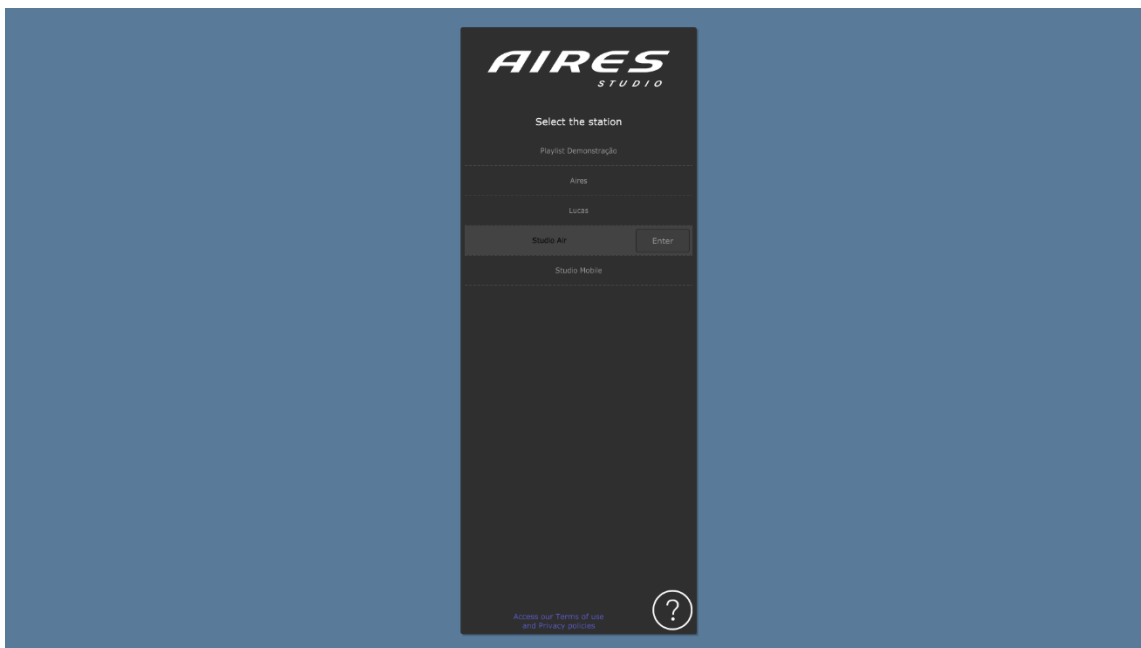 AIRES
STUDIO
Select the station
Playlist Demonstração
Aires
Lucas
Studio Air
Enter
Studio Mobile
Access our Terms of use
and Privacy policies
?